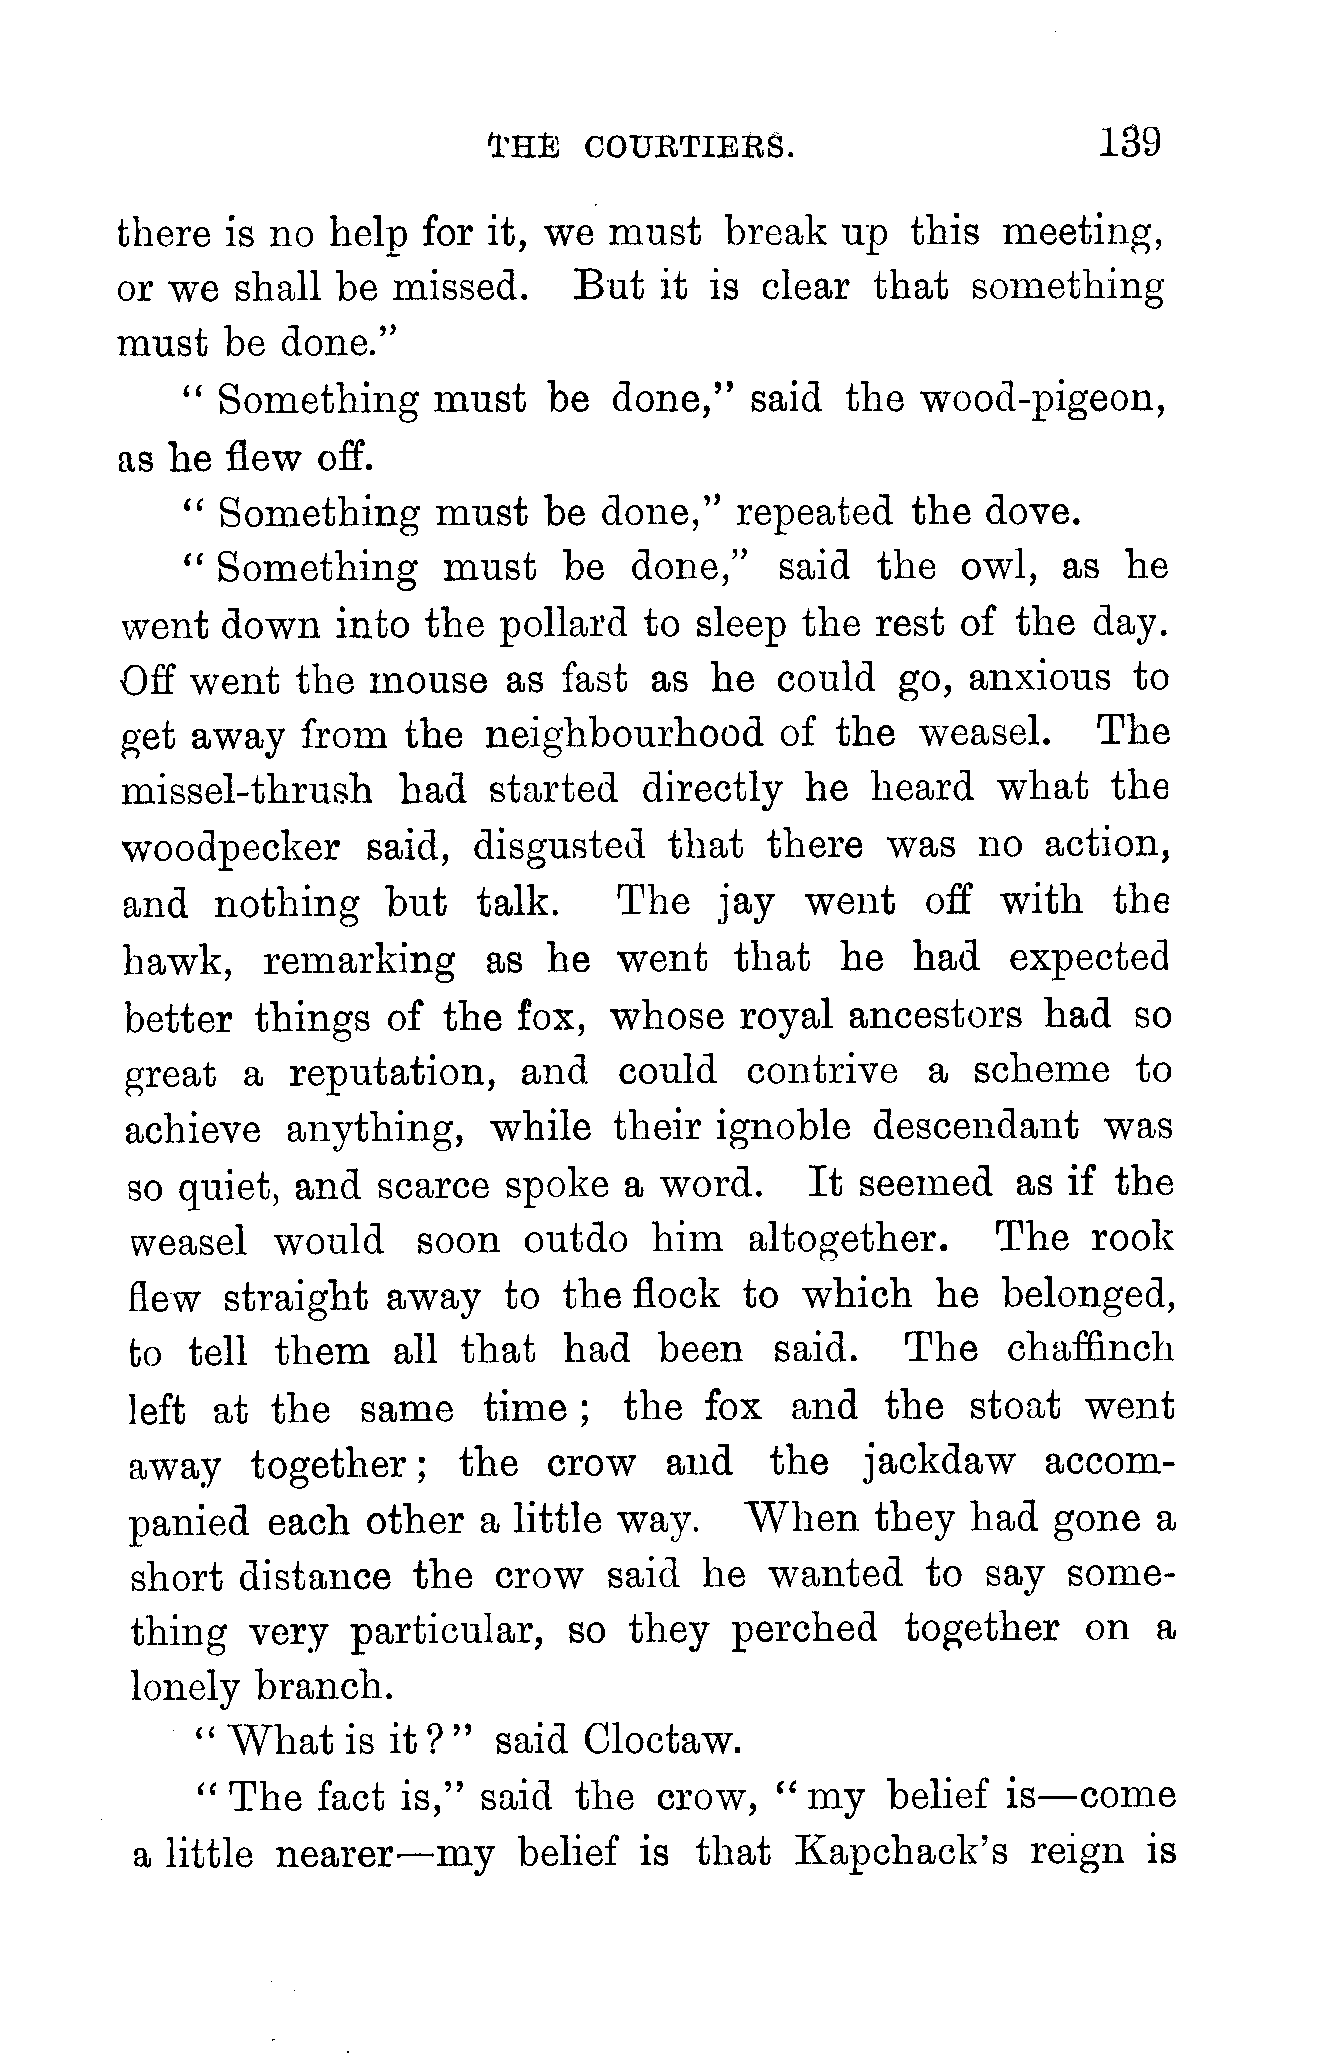 THE COURTIERS. 139
there is no help for it, we must break up this meeting,
or we shall be missed. But it is clear that something
must be done."
" Something must be done," said the wood-pigeon,
as he flew off.
" Something must be done," repeated the dove.
" Something must be done," said the owl, as he
went down into the pollard to sleep the rest of the day.
Off went the mouse as fast as he could go, anxious to
get away from the neighbourhood of the weasel. The
missel-thrush had started directly he heard what the
woodpecker said, disgusted that there was no action,
and nothing but talk. The jay went off with the
hawk, remarking as he went that he had expected
better things of the fox, whose royal ancestors had so
great a reputation, and could contrive a scheme to
achieve anything, while their ignoble descendant was
so quiet, and scarce spoke a word. It seemed as if the
weasel would soon outdo him altogether. The rook
flew straight away to the flock to which he belonged,
to tell them all that had been said. The chaffinch
left at the same time ; the fox and the stoat went
away together ; the crow and the jackdaw accom-
panied each other a little way. When they had gone a
short distance the crow said he wanted to say some-
thing very particular, so they perched together on a
lonely branch.
" What is it ? " said Cloctaw.
" The fact is," said the crow, " my belief is—come
a little nearer—my belief is that Kapchack's reign is